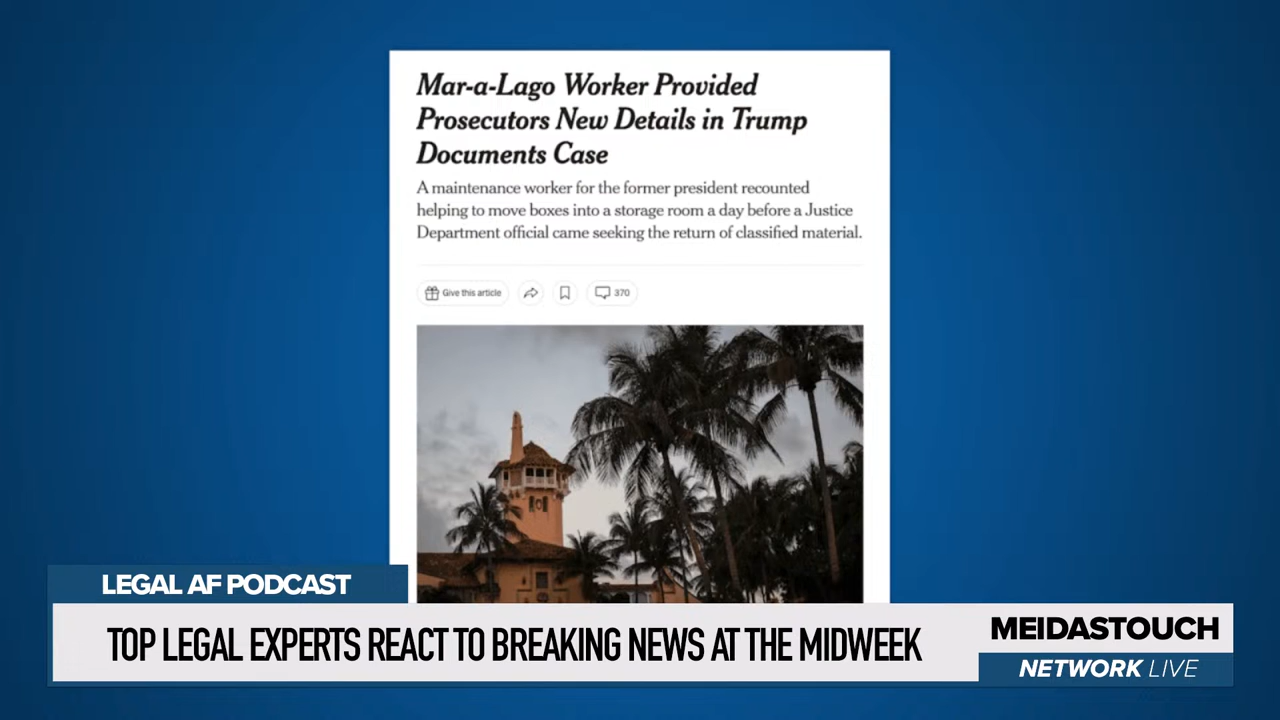 Mar-a-Lago Worker Provided
Prosecutors New Details in Trump
Documents Case
A maintenance worker for the former president recounted
helping to move boxes into a storage room a day before a Justice
Department official came seeking the return of classified material.
Give this article
370
LEGAL AF PODCAST
TOP LEGAL EXPERTS REACT TO BREAKING NEWS AT THE MIDWEEK
MEIDASTOUCH
NETWORK LIVE